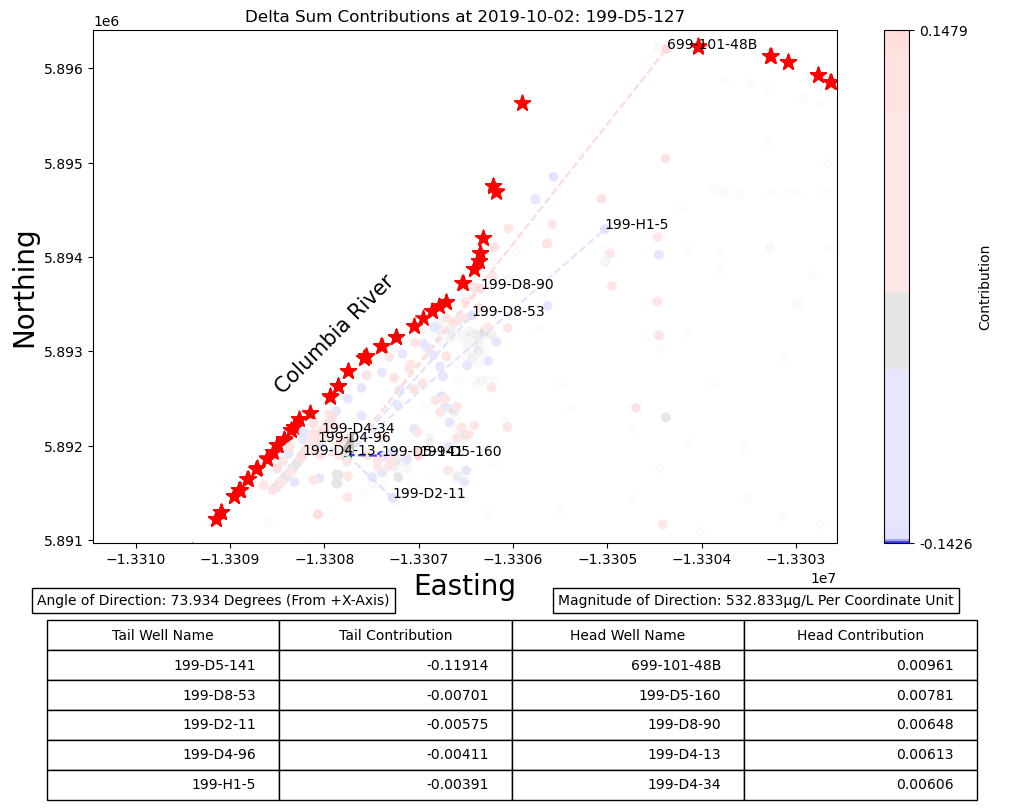 Delta Sum Contributions at 2019-10-02: 199-D5-127
1e6
0.1479
699-101-48B
5.896
5.895
199-H1-5
5.894
199-D8-90
199-D8-53
Columbia River
Northing
Contribution
5.893
199-D4-34
199-D4-96
5.892
199-D4-13
199-D5-141
199-D5-160
199-D2-11
5.891
-0.1426
−1.3310 −1.3309 −1.3308 −1.3307 −1.3306 −1.3305 −1.3304 −1.3303
1e7
Easting
Angle of Direction: 73.934 Degrees (From +X-Axis)
Magnitude of Direction: 532.833μg/L Per Coordinate Unit
Tail Well Name Tail Contribution Head Well Name Head Contribution
199-D5-141 -0.11914 699-101-48B 0.00961
199-D8-53 -0.00701 199-D5-160 0.00781
199-D2-11 -0.00575 199-D8-90 0.00648
199-D4-96 -0.00411 199-D4-13 0.00613
199-H1-5 -0.00391 199-D4-34 0.00606